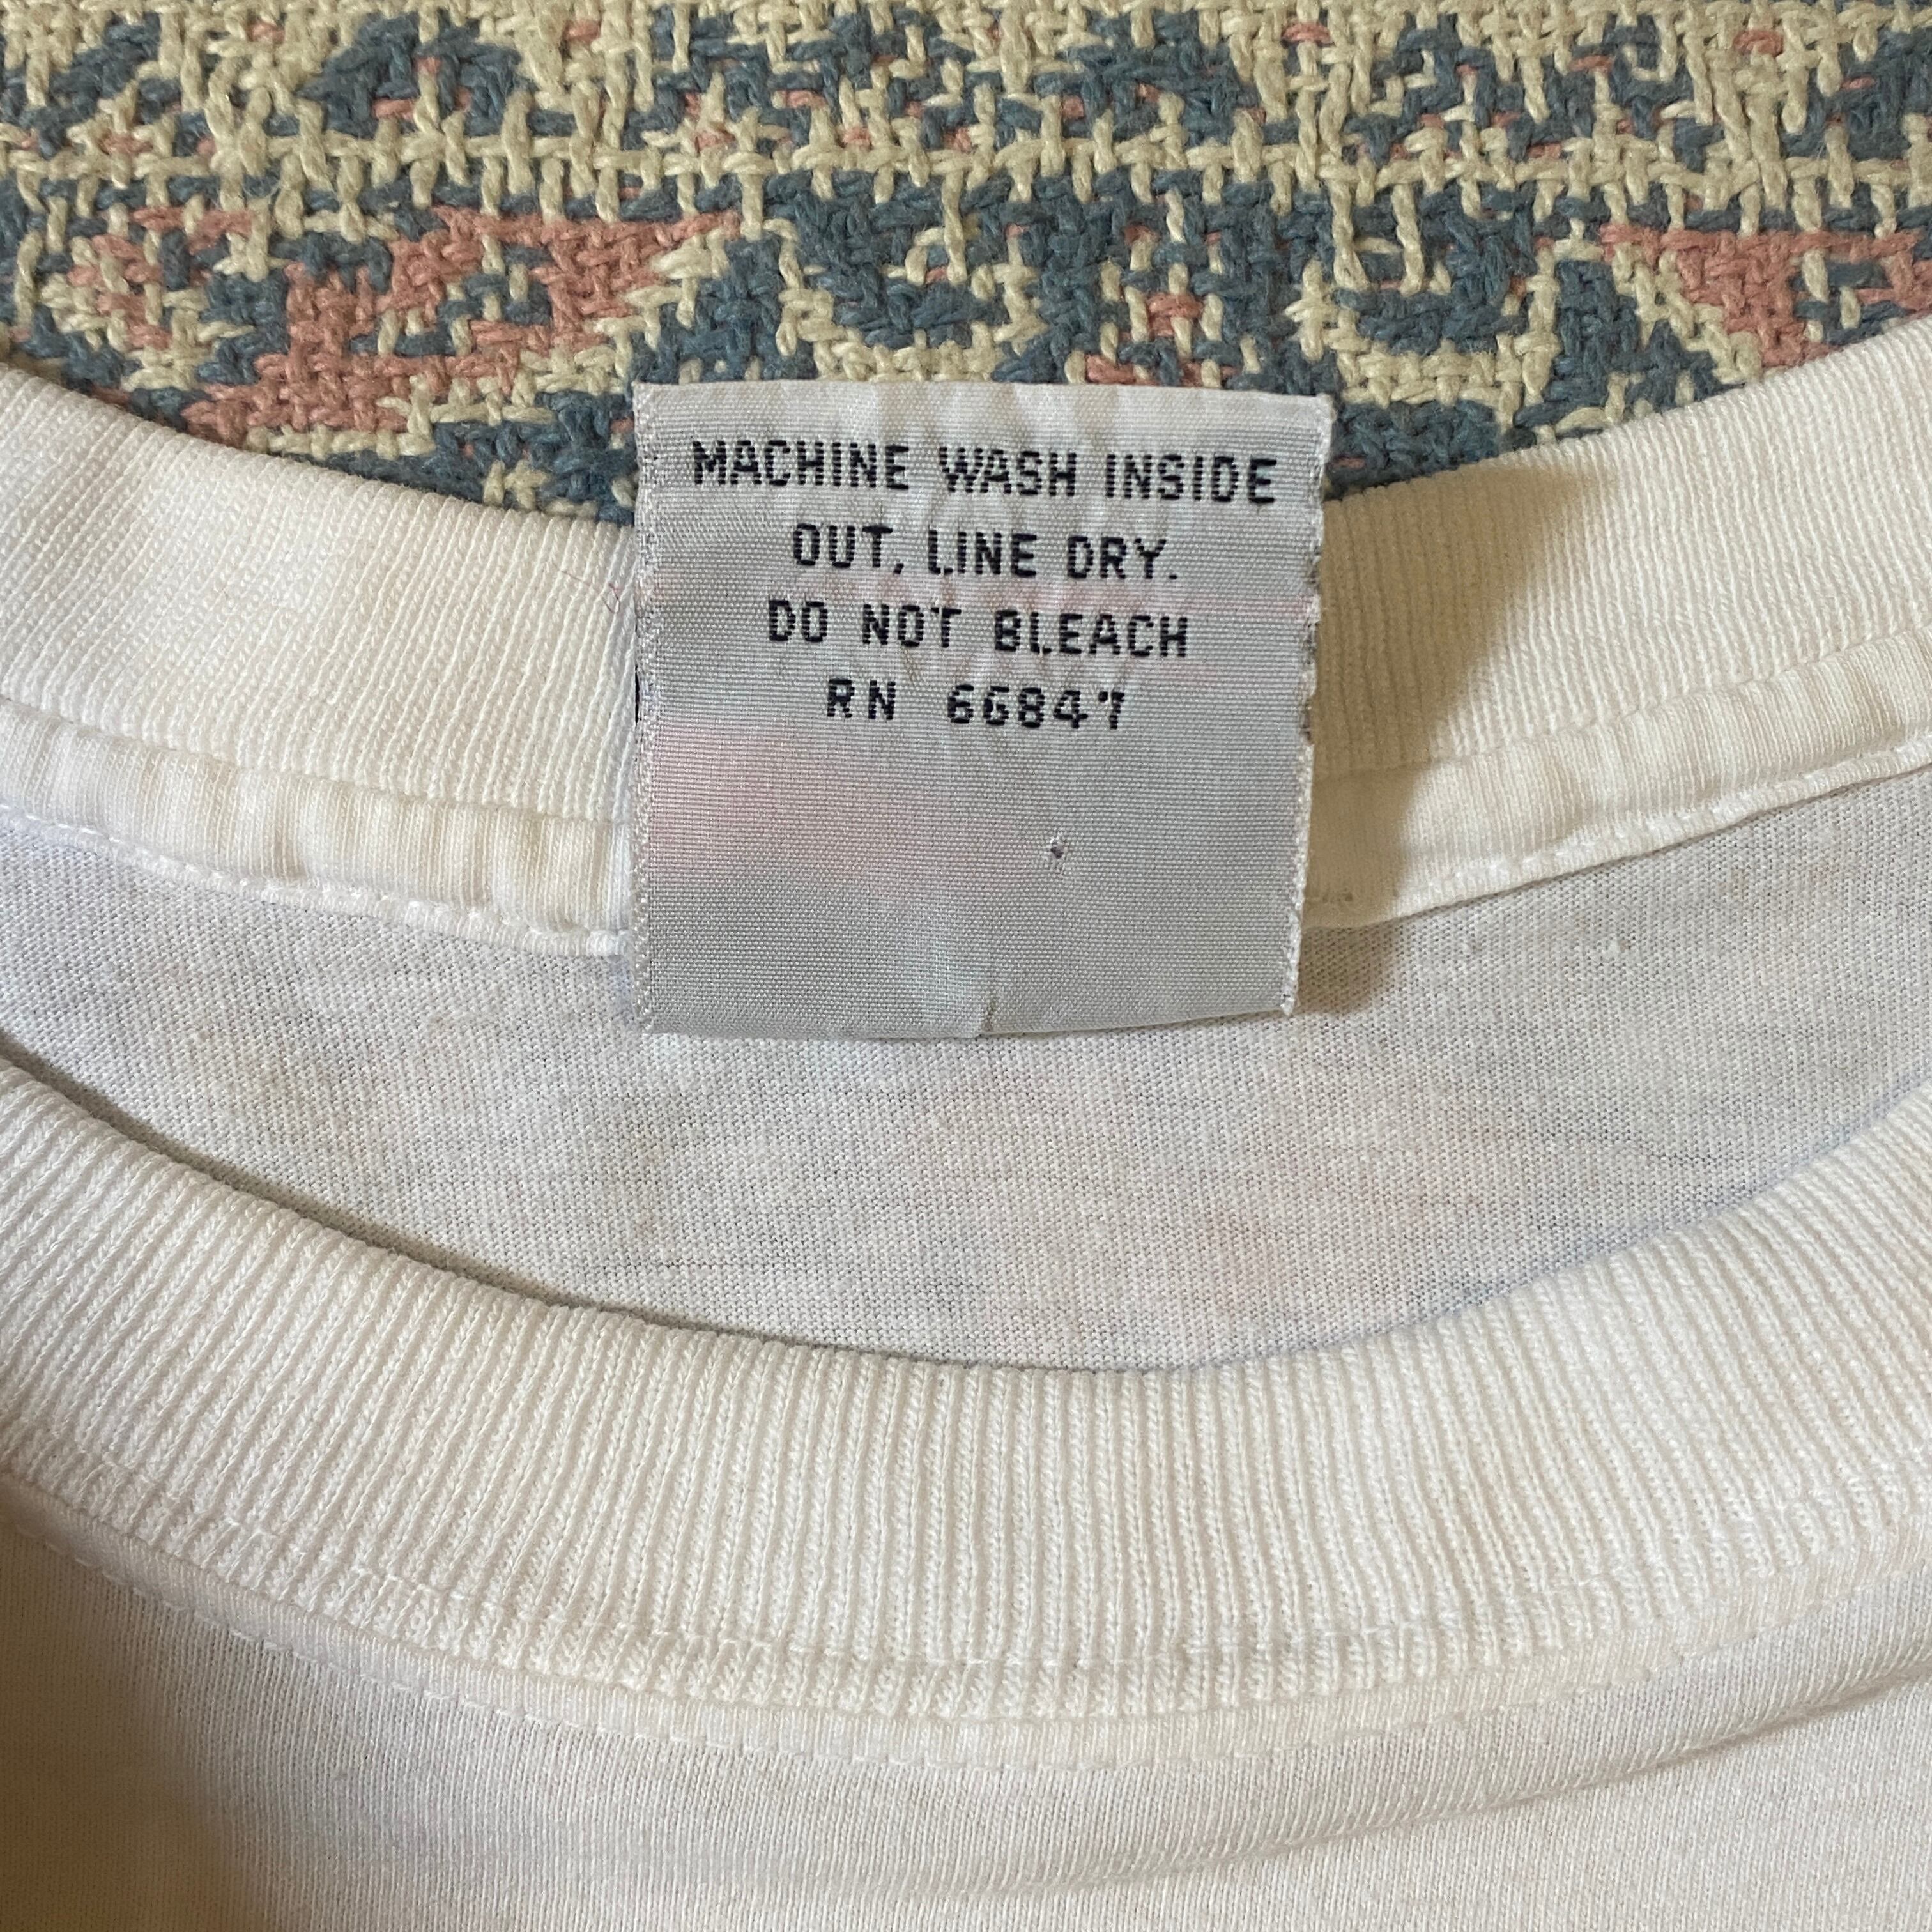 MACHINE WASH INSIDE
OUT, LINE DRY.
DO NOT BLEACH
RN 66847